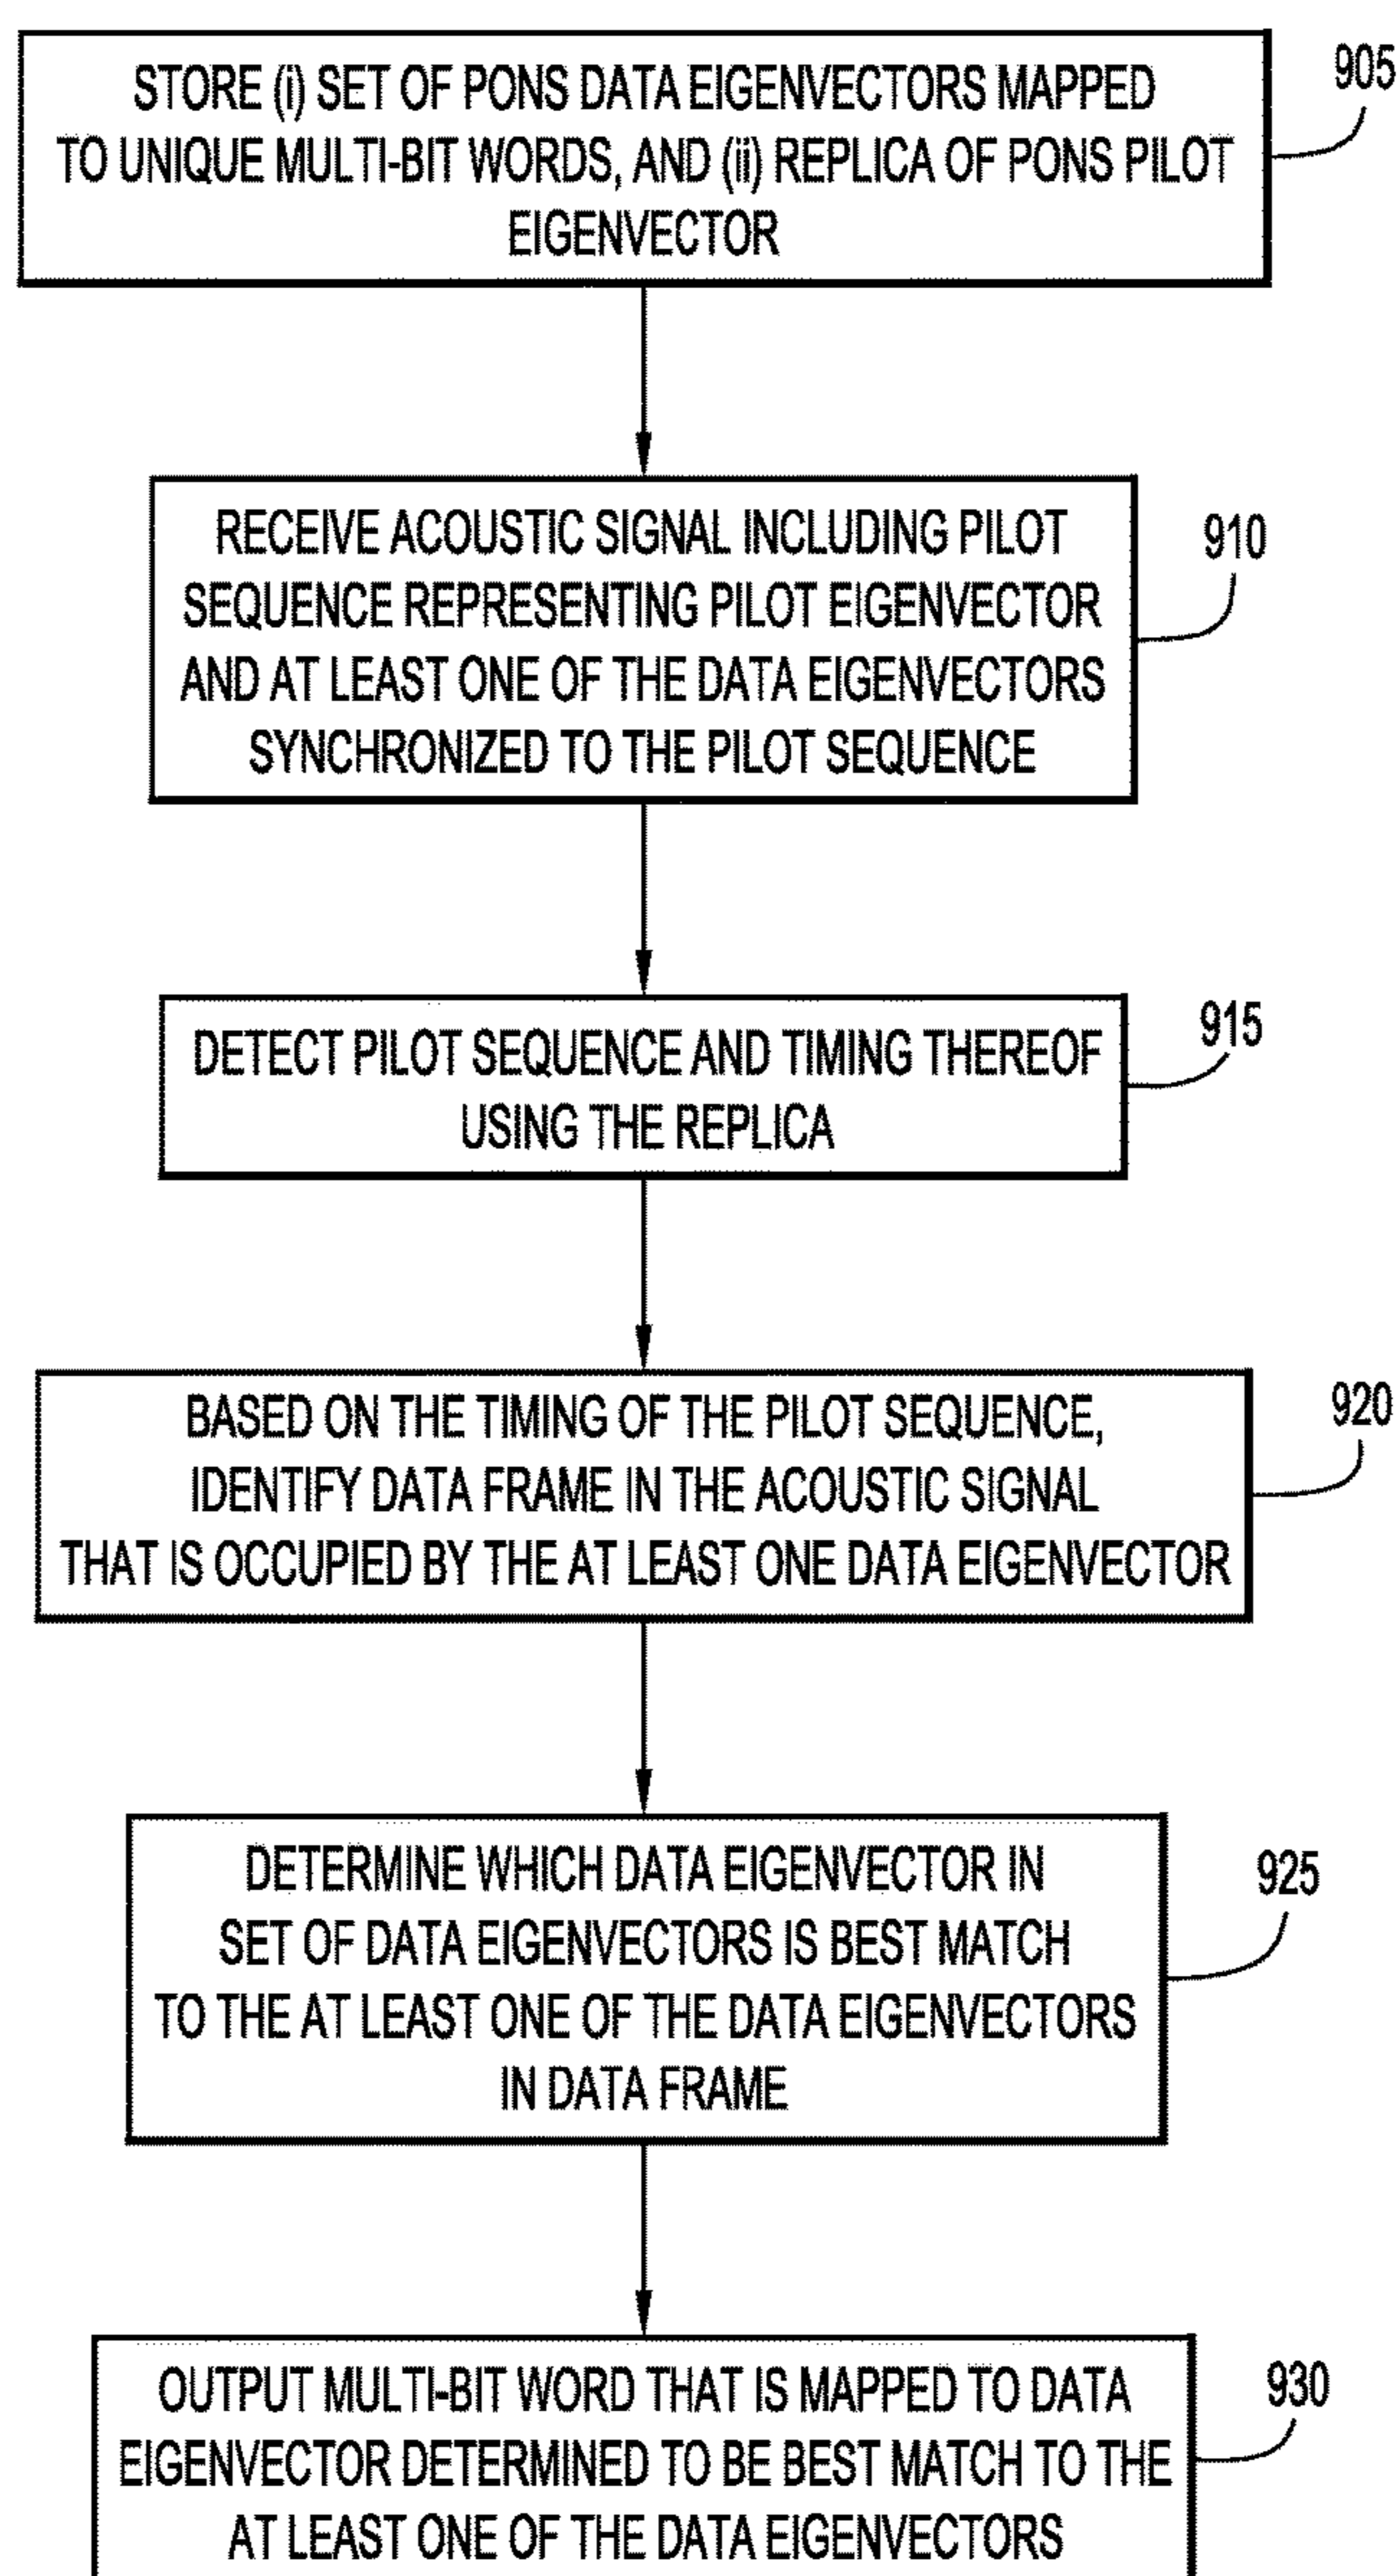 STORE (i) SET OF PONS DATA EIGENVECTORS MAPPED
TO UNIQUE MULTI-BIT WORDS, AND (ii) REPLICA OF PONS PILOT
EIGENVECTOR
905
RECEIVE ACOUSTIC SIGNAL INCLUDING PILOT
SEQUENCE REPRESENTING PILOT EIGENVECTOR
AND AT LEAST ONE OF THE DATA EIGENVECTORS
SYNCHRONIZED TO THE PILOT SEQUENCE
910
DETECT PILOT SEQUENCE AND TIMING THEREOF
USING THE REPLICA
915
BASED ON THE TIMING OF THE PILOT SEQUENCE,
IDENTIFY DATA FRAME IN THE ACOUSTIC SIGNAL
THAT IS OCCUPIED BY THE AT LEAST ONE DATA EIGENVECTOR
920
DETERMINE WHICH DATA EIGENVECTOR IN
SET OF DATA EIGENVECTORS IS BEST MATCH
TO THE AT LEAST ONE OF THE DATA EIGENVECTORS
IN DATA FRAME
925
OUTPUT MULTI-BIT WORD THAT IS MAPPED TO DATA
EIGENVECTOR DETERMINED TO BE BEST MATCH TO THE
AT LEAST ONE OF THE DATA EIGENVECTORS
930